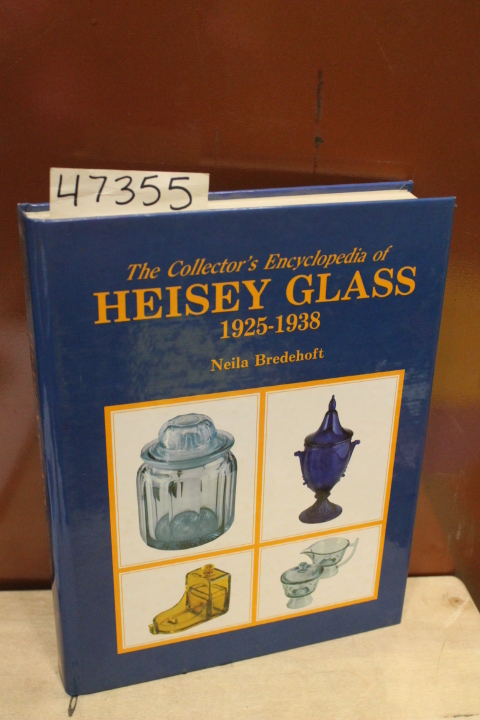 47355
The Collector's Encyclopedia of
HEISEY GLASS
1925-1938
Neila Bredehoft